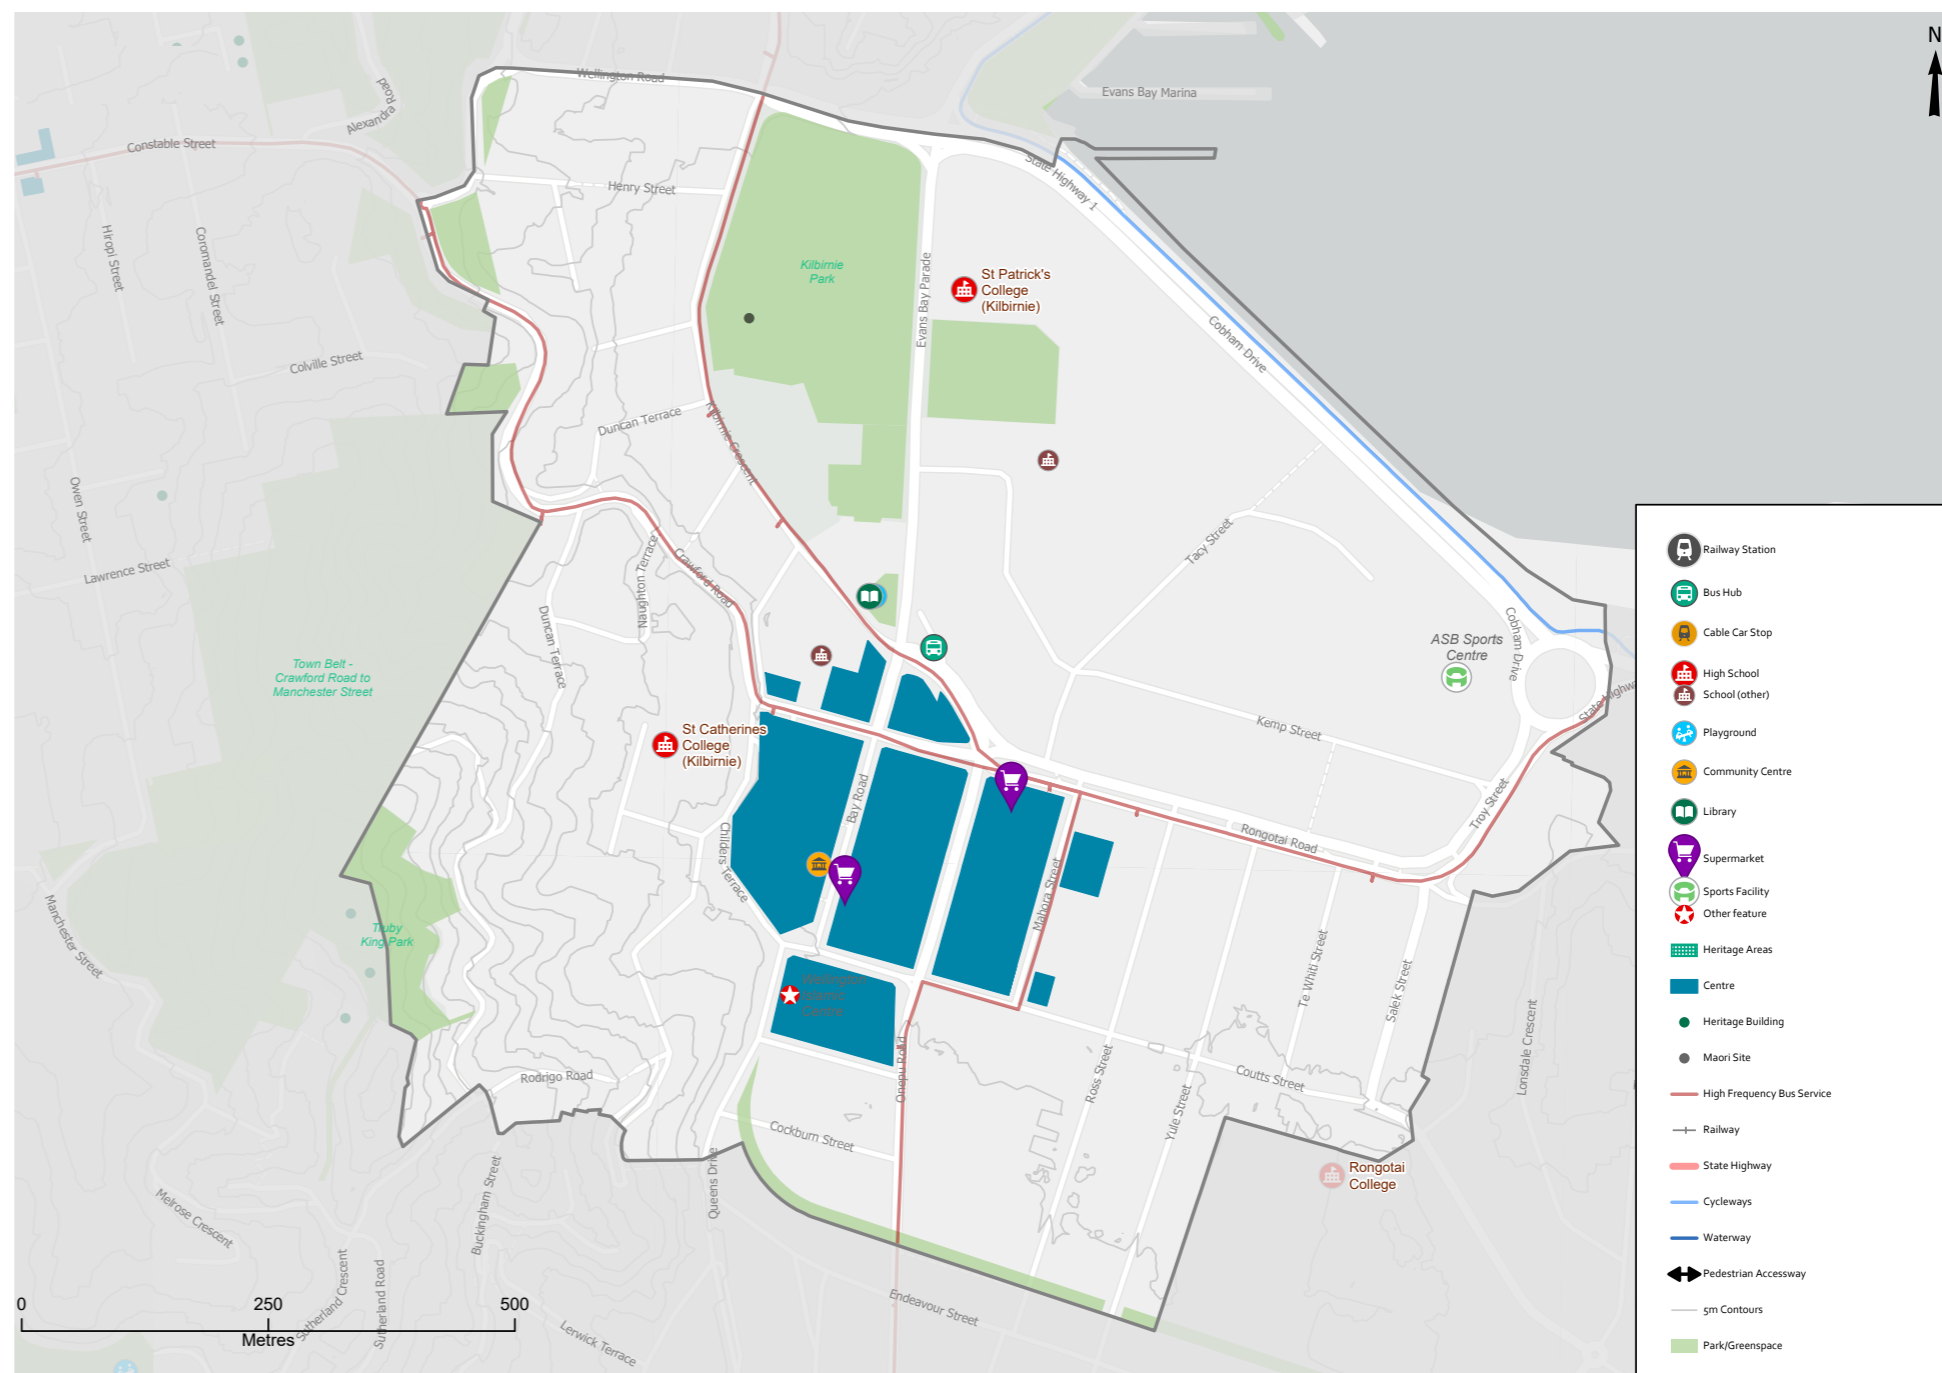 N
Wellington Road
Evans Bay Marina
Alexandra
Road
Constable Street
State Highway 1
Henry Street
Hiropi Street
Coromandel Street
Kilbirnie
Park
St Patrick's
College
(Kilbirnie)
Evans Bay Parade
Cobham Drive
Colville Street
Duncan Terrace
Kilbirnie Crescent
Owen Street
Lawrence Street
Tacy Street
Crawford Road
Naughton Terrace
Duncan Terrace
Cobham Drive
ASB Sports
Centre
Town Belt -
Crawford Road to
Manchester Street
State Highway
Kemp Street
St Catherines
College
(Kilbirnie)
Bay Road
Troy Street
Rongotai Road
Childers Terrace
Mahora Street
Manchester Street
Truby
King Park
Te Whiti Street
Salek Street
Wellington
Islamic
Centre
Lonsdale Crescent
Onepu Road
Ross Street
Coutts Street
Rodrigo Road
Yule Street
Cockburn Street
Rongotai
College
Queens Drive
Buckingham Street
Melrose Crescent
Sutherland Crescent
Sutherland Road
Endeavour Street
Lerwick Terrace
0 250 500
Metres
Railway Station
Bus Hub
Cable Car Stop
High School
School (other)
Playground
Community Centre
Library
Supermarket
Sports Facility
Other feature
Heritage Areas
Centre
Heritage Building
Maori Site
High Frequency Bus Service
Railway
State Highway
Cycleways
Waterway
Pedestrian Accessway
5m Contours
Park/Greenspace